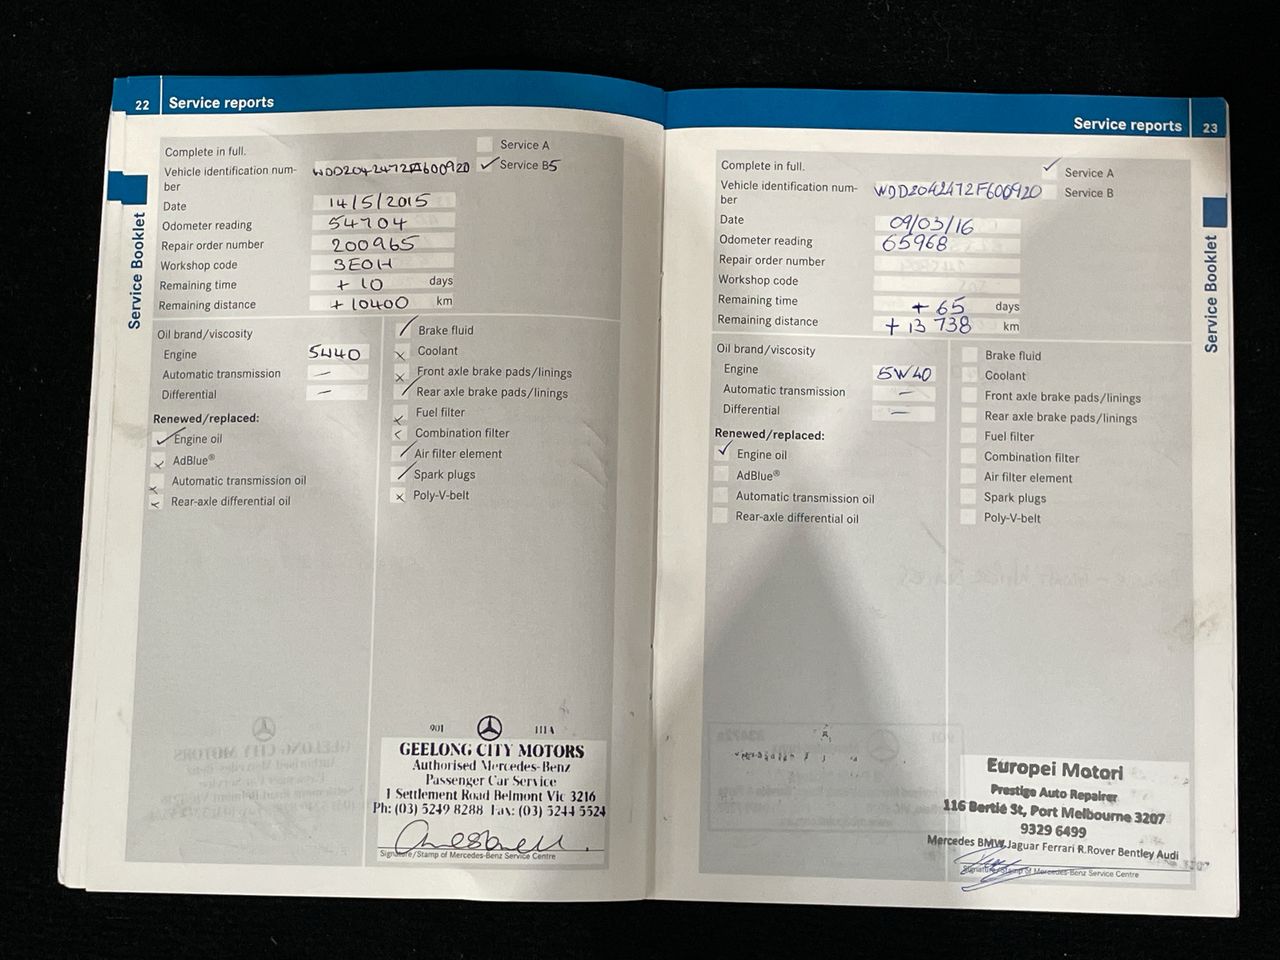 22 Service reports
Complete in full.
Service A
Vehicle identification num-
ber
Service B5
Date 14/5/2015
Odometer reading 54704
Repair order number 200965
Workshop code 3EOH
Remaining time +10 days
Remaining distance +10400 km
Oil brand/viscosity
Engine 5W40
Automatic transmission –
Differential –
Renewed/replaced:
Engine oil
AdBlue®
Automatic transmission oil
Rear-axle differential oil
Brake fluid
Coolant
Front axle brake pads/linings
Rear axle brake pads/linings
Fuel filter
Combination filter
Air filter element
Spark plugs
Poly-V-belt
901 111A
GEELONG CITY MOTORS
Authorised Mercedes-Benz
Passenger Car Service
1 Settlement Road Belmont Vic 3216
Ph: (03) 5249 8288 Fax: (03) 5244 5524
Signature/Stamp of Mercedes-Benz Service Centre
Service Booklet
Service reports 23
Complete in full.
Service A
Vehicle identification num-
ber
WDD2042472F600920
Service B
Date 09/03/16
Odometer reading 65968
Repair order number
Workshop code
Remaining time +65 days
Remaining distance +13 738 km
Oil brand/viscosity
Engine 5W40
Automatic transmission –
Differential –
Renewed/replaced:
Engine oil
AdBlue®
Automatic transmission oil
Rear-axle differential oil
Brake fluid
Coolant
Front axle brake pads/linings
Rear axle brake pads/linings
Fuel filter
Combination filter
Air filter element
Spark plugs
Poly-V-belt
Europei Motori
Prestige Auto Repairer
116 Bertie St, Port Melbourne 3207
9329 6499
Mercedes BMW Jaguar Ferrari R.Rover Bentley Audi
Signature/Stamp of Mercedes-Benz Service Centre
Service Booklet